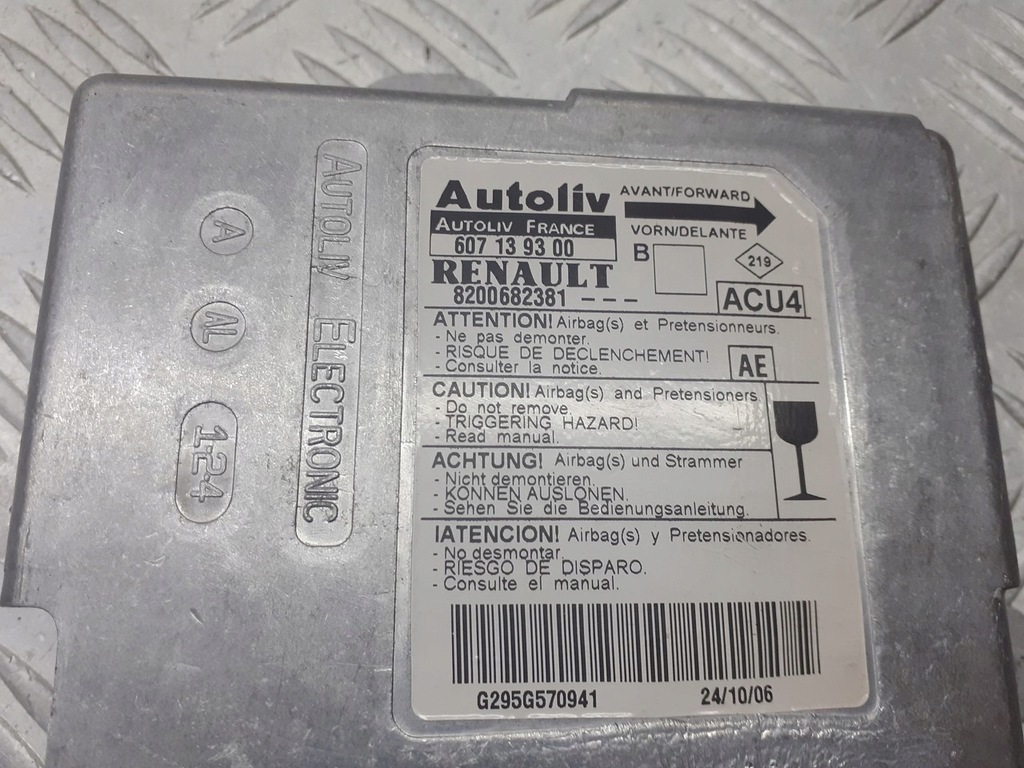 A
AL
1-2-4
AUTOLIV ELECTRONIC
Autoliv
AUTOLIV FRANCE
607 13 93 00
RENAULT
8200682381 ---
AVANT/FORWARD
VORN/DELANTE
B
219
ACU4
ATTENTION! Airbag(s) et Pretensionneurs.
- Ne pas demonter.
- RISQUE DE DECLENCHEMENT!
- Consulter la notice.
AE
CAUTION! Airbag(s) and Pretensioners.
- Do not remove.
- TRIGGERING HAZARD!
- Read manual.
ACHTUNG! Airbag(s) und Strammer
- Nicht demontieren.
- KONNEN AUSLONEN.
- Sehen Sie die Bedienungsanleitung.
IATENCION! Airbag(s) y Pretensionadores.
- No desmontar.
- RIESGO DE DISPARO.
- Consulte el manual.
G295G570941
24/10/06